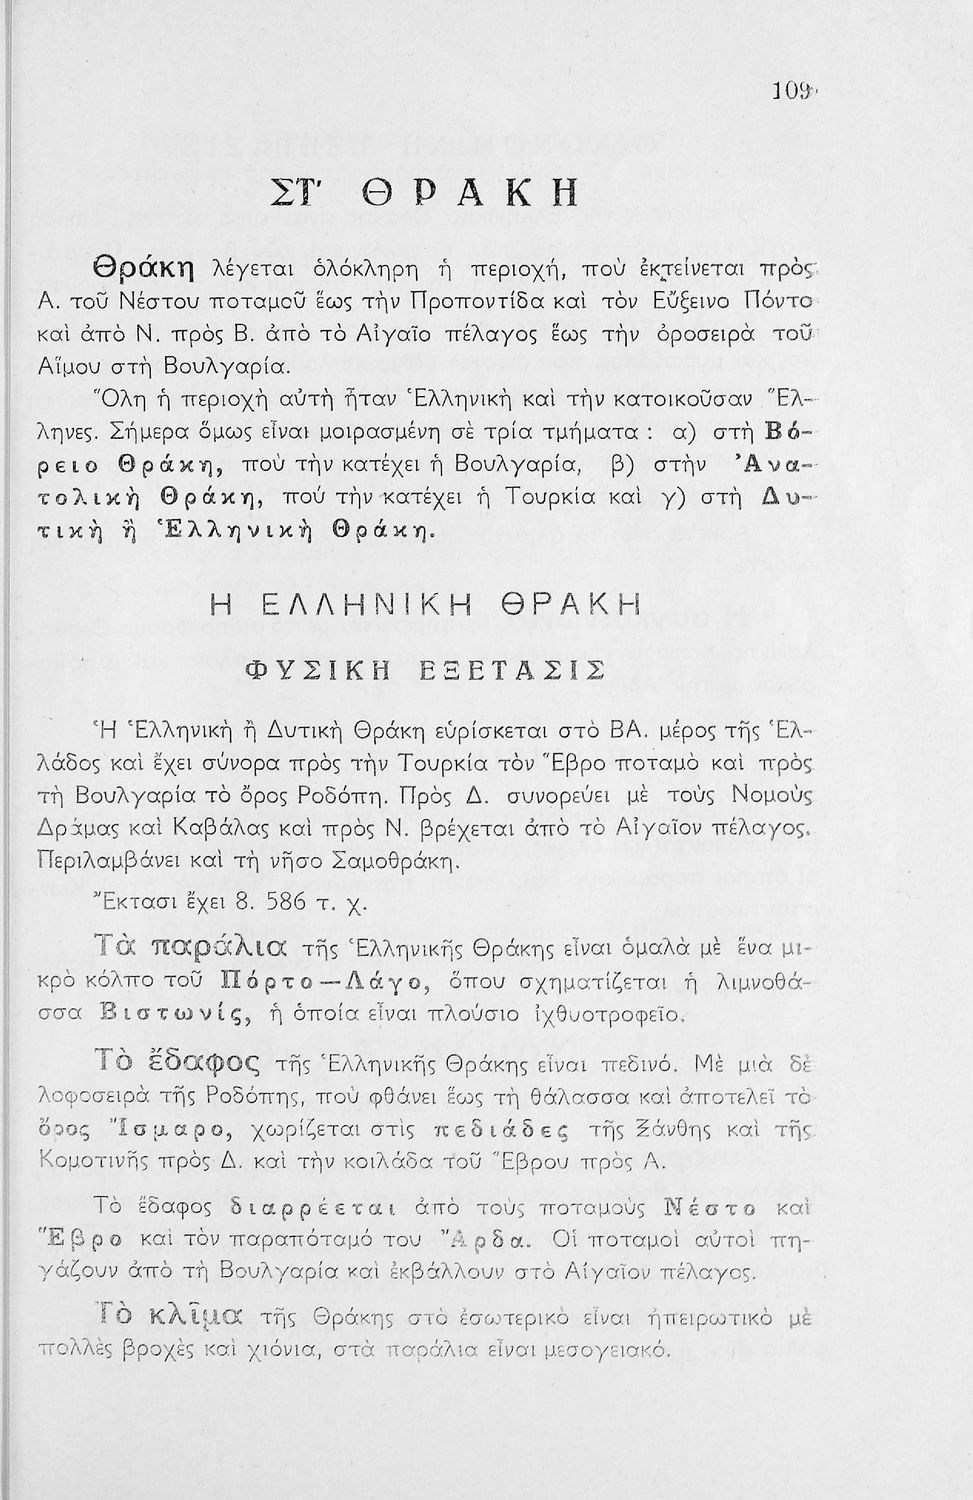 109
ΣΤ' ΘΡΑΚΗ
Θράκη λέγεται ὁλόκληρη ἡ περιοχή, ποὺ ἐκτείνεται πρὸς
Α. τοῦ Νέστου ποταμοῦ ἕως τὴν Προποντίδα καὶ τὸν Εὔξεινο Πόντο
καὶ ἀπὸ Ν. πρὸς Β. ἀπὸ τὸ Αἰγαῖο πέλαγος ἕως τὴν ὀροσειρὰ τοῦ
Αἵμου στὴ Βουλγαρία.
Ὅλη ἡ περιοχὴ αὐτὴ ἦταν Ἑλληνικὴ καὶ τὴν κατοικοῦσαν Ἕλ-
ληνες. Σήμερα ὅμως εἶναι μοιρασμένη σὲ τρία τμήματα : α) στὴ Βό-
ρειο Θράκη, ποὺ τὴν κατέχει ἡ Βουλγαρία, β) στὴν Ἀνα-
τολικὴ Θράκη, ποὺ τὴν κατέχει ἡ Τουρκία καὶ γ) στὴ Δυ-
τικὴ ἢ Ἑλληνικὴ Θράκη.
Η ΕΛΛΗΝΙΚΗ ΘΡΑΚΗ
ΦΥΣΙΚΗ ΕΞΕΤΑΣΙΣ
Ἡ Ἑλληνικὴ ἢ Δυτικὴ Θράκη εὑρίσκεται στὸ ΒΑ. μέρος τῆς Ἑλ-
λάδος καὶ ἔχει σύνορα πρὸς τὴν Τουρκία τὸν Ἕβρο ποταμὸ καὶ πρὸς
τὴ Βουλγαρία τὸ ὄρος Ροδόπη. Πρὸς Δ. συνορεύει μὲ τοὺς Νομοὺς
Δράμας καὶ Καβάλας καὶ πρὸς Ν. βρέχεται ἀπὸ τὸ Αἰγαῖον πέλαγος.
Περιλαμβάνει καὶ τὴ νῆσο Σαμοθράκη.
Ἔκτασι ἔχει 8. 586 τ. χ.
Τὰ παράλια τῆς Ἑλληνικῆς Θράκης εἶναι ὁμαλὰ μὲ ἕνα μι-
κρὸ κόλπο τοῦ Πόρτο—Λάγο, ὅπου σχηματίζεται ἡ λιμνοθά-
σσα Βιστωνίς, ἡ ὁποία εἶναι πλούσιο ἰχθυοτροφεῖο.
Τὸ ἔδαφος τῆς Ἑλληνικῆς Θράκης εἶναι πεδινό. Μὲ μιὰ δὲ
λοφοσειρὰ τῆς Ροδόπης, ποὺ φθάνει ἕως τὴ θάλασσα καὶ ἀποτελεῖ τὸ
ὄρος Ἴσμαρο, χωρίζεται στὶς πεδιάδες τῆς Ξάνθης καὶ τῆς
Κομοτινῆς πρὸς Δ. καὶ τὴν κοιλάδα τοῦ Ἕβρου πρὸς Α.
Τὸ ἔδαφος διαρρέεται ἀπὸ τοὺς ποταμοὺς Νέστο καὶ
Ἕβρο καὶ τὸν παραπόταμό του Ἄρδα. Οἱ ποταμοὶ αὐτοὶ πη-
γάζουν ἀπὸ τὴ Βουλγαρία καὶ ἐκβάλλουν στὸ Αἰγαῖον πέλαγος.
Τὸ κλῖμα τῆς Θράκης στὸ ἐσωτερικὸ εἶναι ἠπειρωτικὸ μὲ
πολλὲς βροχὲς καὶ χιόνια, στὰ παράλια εἶναι μεσογειακό.